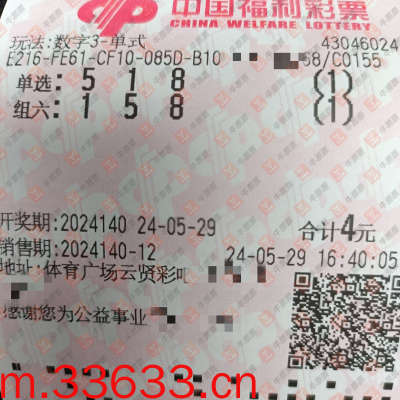 中国福利彩票
CHINA WELFARE LOTTERY
玩法:数字3-单式 43046024
E216-FE61-CF10-085D-B10 58/C0155
单选: 5 1 8 (1)
组六: 1 5 8 (1)
开奖期:2024140 24-05-29 合计4元
销售期:2024140-12 24-05-29 16:40:05
地址: 体育广场云贤彩
感谢您为公益事业
m.33633.cn